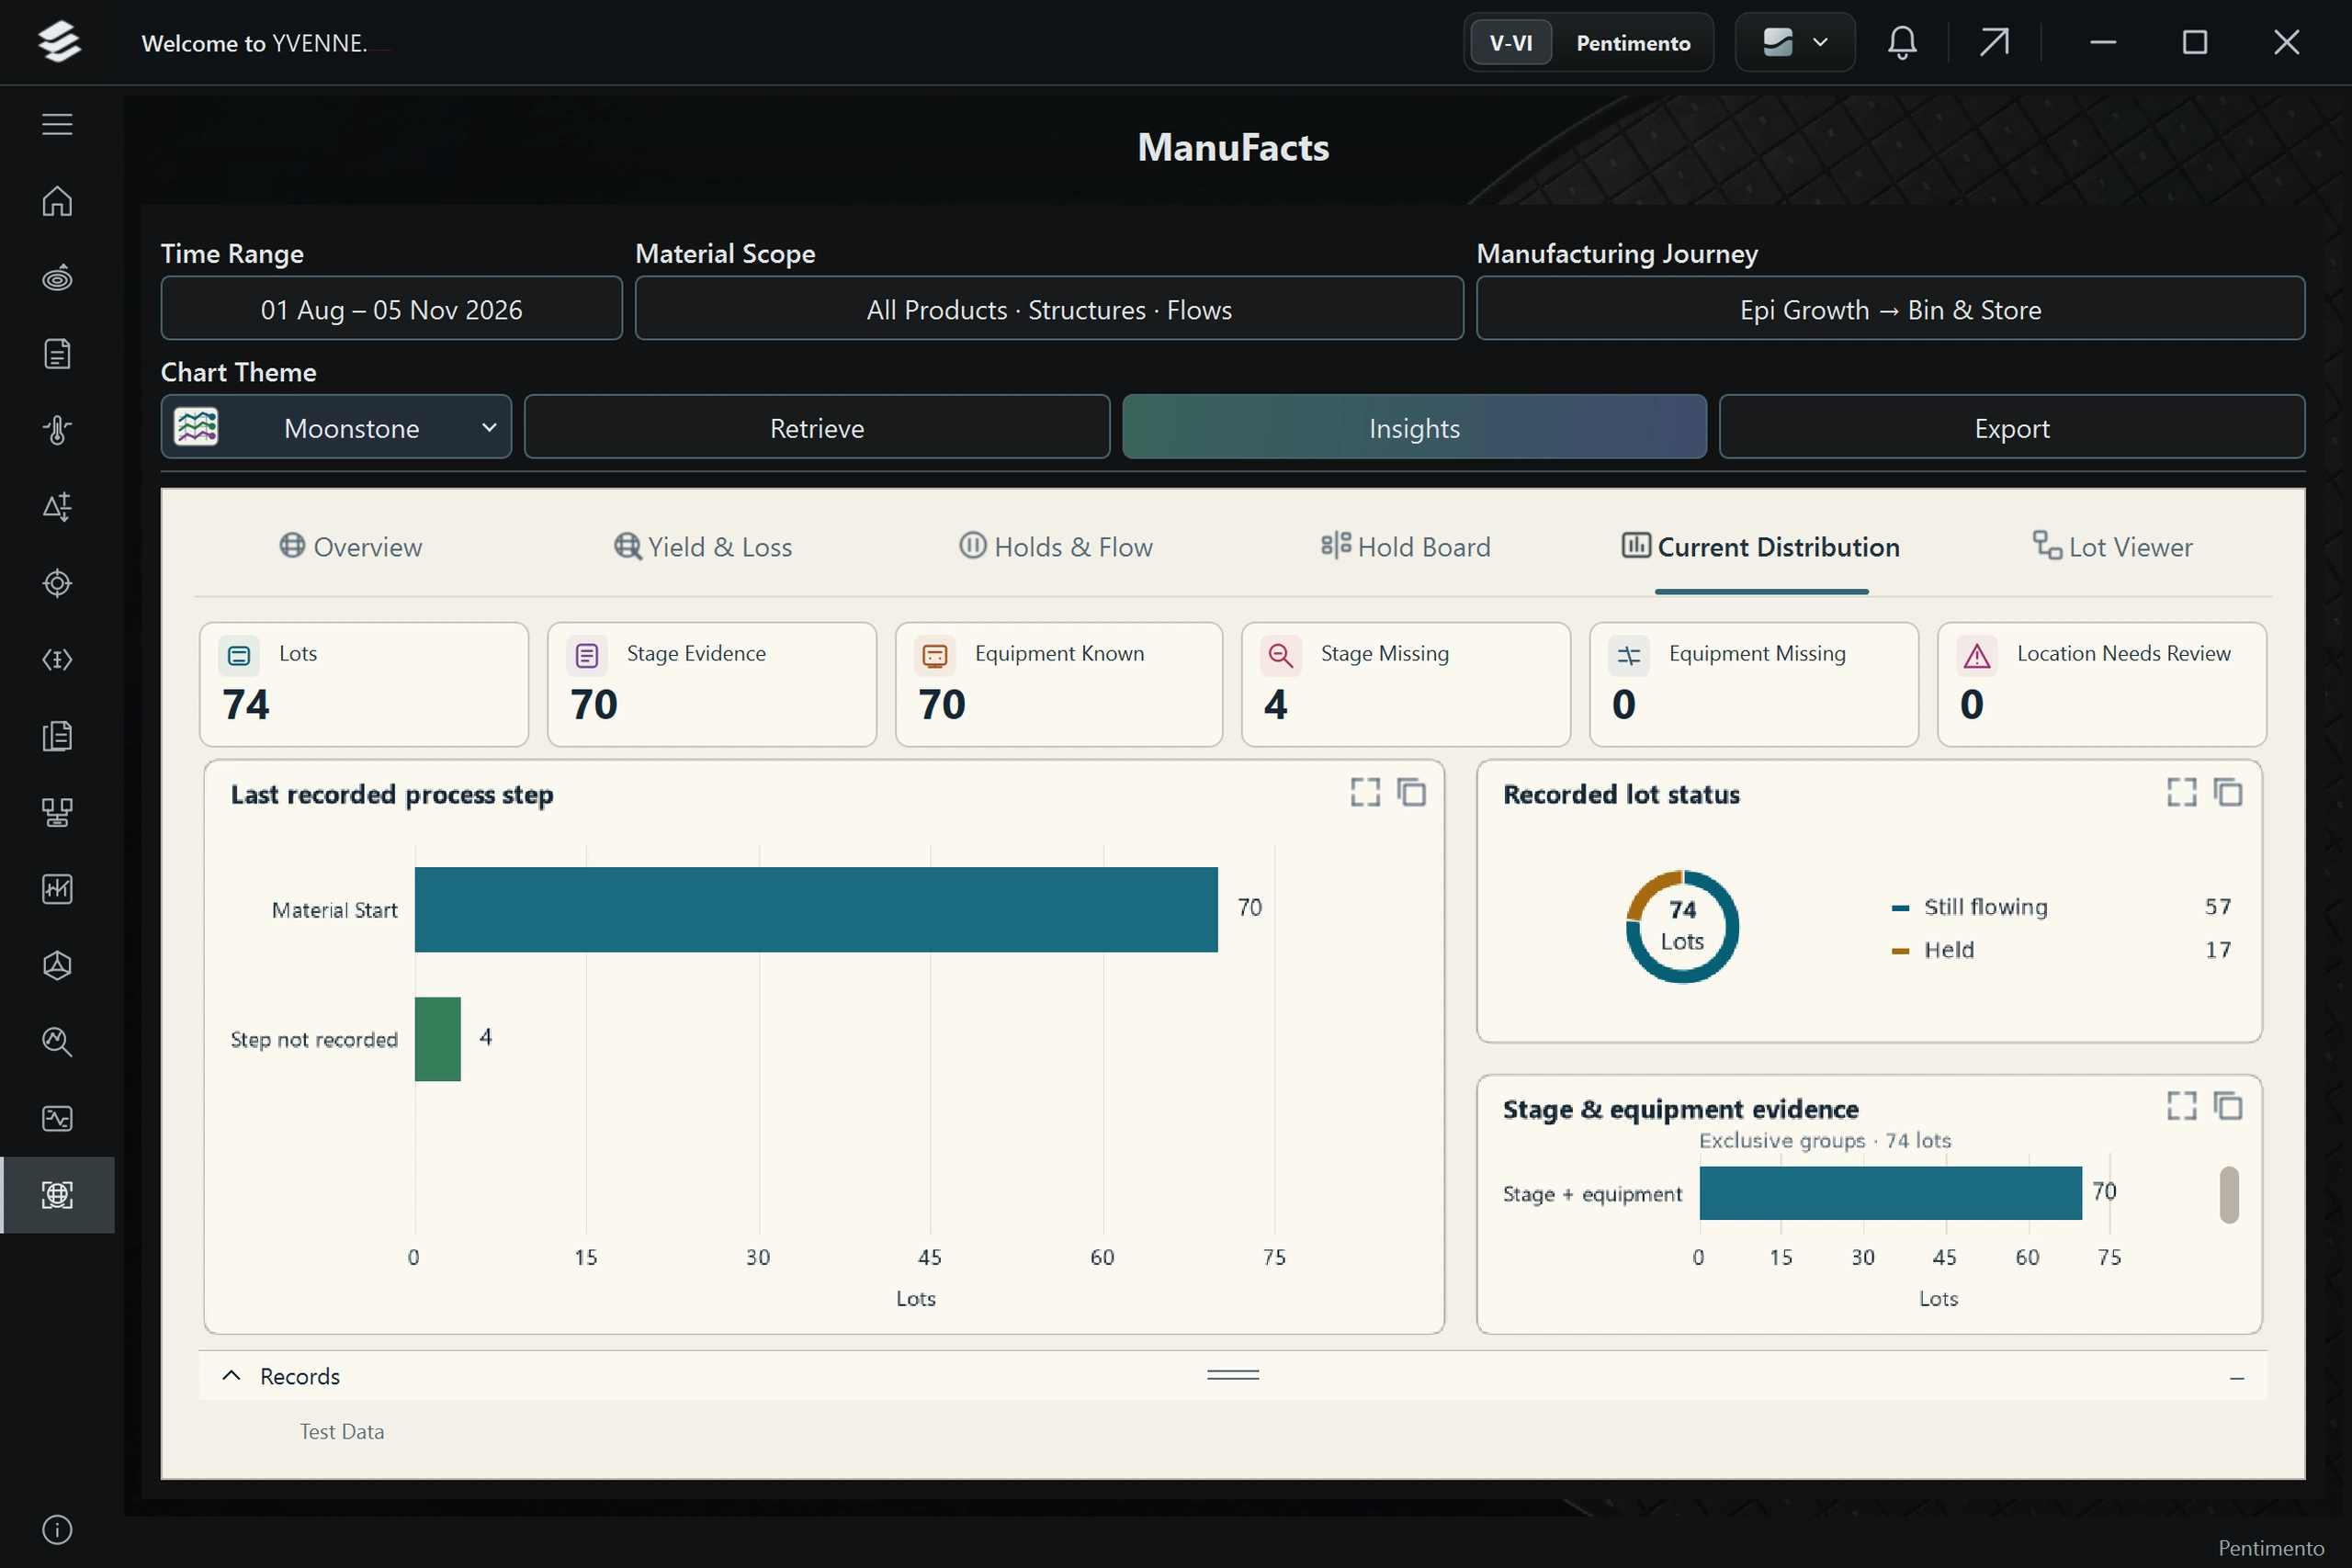 Welcome to YVENNE.
V-VI Pentimento
ManuFacts
Time Range
Material Scope
Manufacturing Journey
01 Aug – 05 Nov 2026
All Products · Structures · Flows
Epi Growth → Bin & Store
Chart Theme
Moonstone
Retrieve
Insights
Export
Overview
Yield & Loss
Holds & Flow
Hold Board
Current Distribution
Lot Viewer
Lots
74
Stage Evidence
70
Equipment Known
70
Stage Missing
4
Equipment Missing
0
Location Needs Review
0
Last recorded process step
Material Start
70
Step not recorded
4
0 15 30 45 60 75
Lots
Recorded lot status
74
Lots
Still flowing 57
Held 17
Stage & equipment evidence
Exclusive groups · 74 lots
Stage + equipment
70
0 15 30 45 60 75
Lots
Records
Test Data
Pentimento